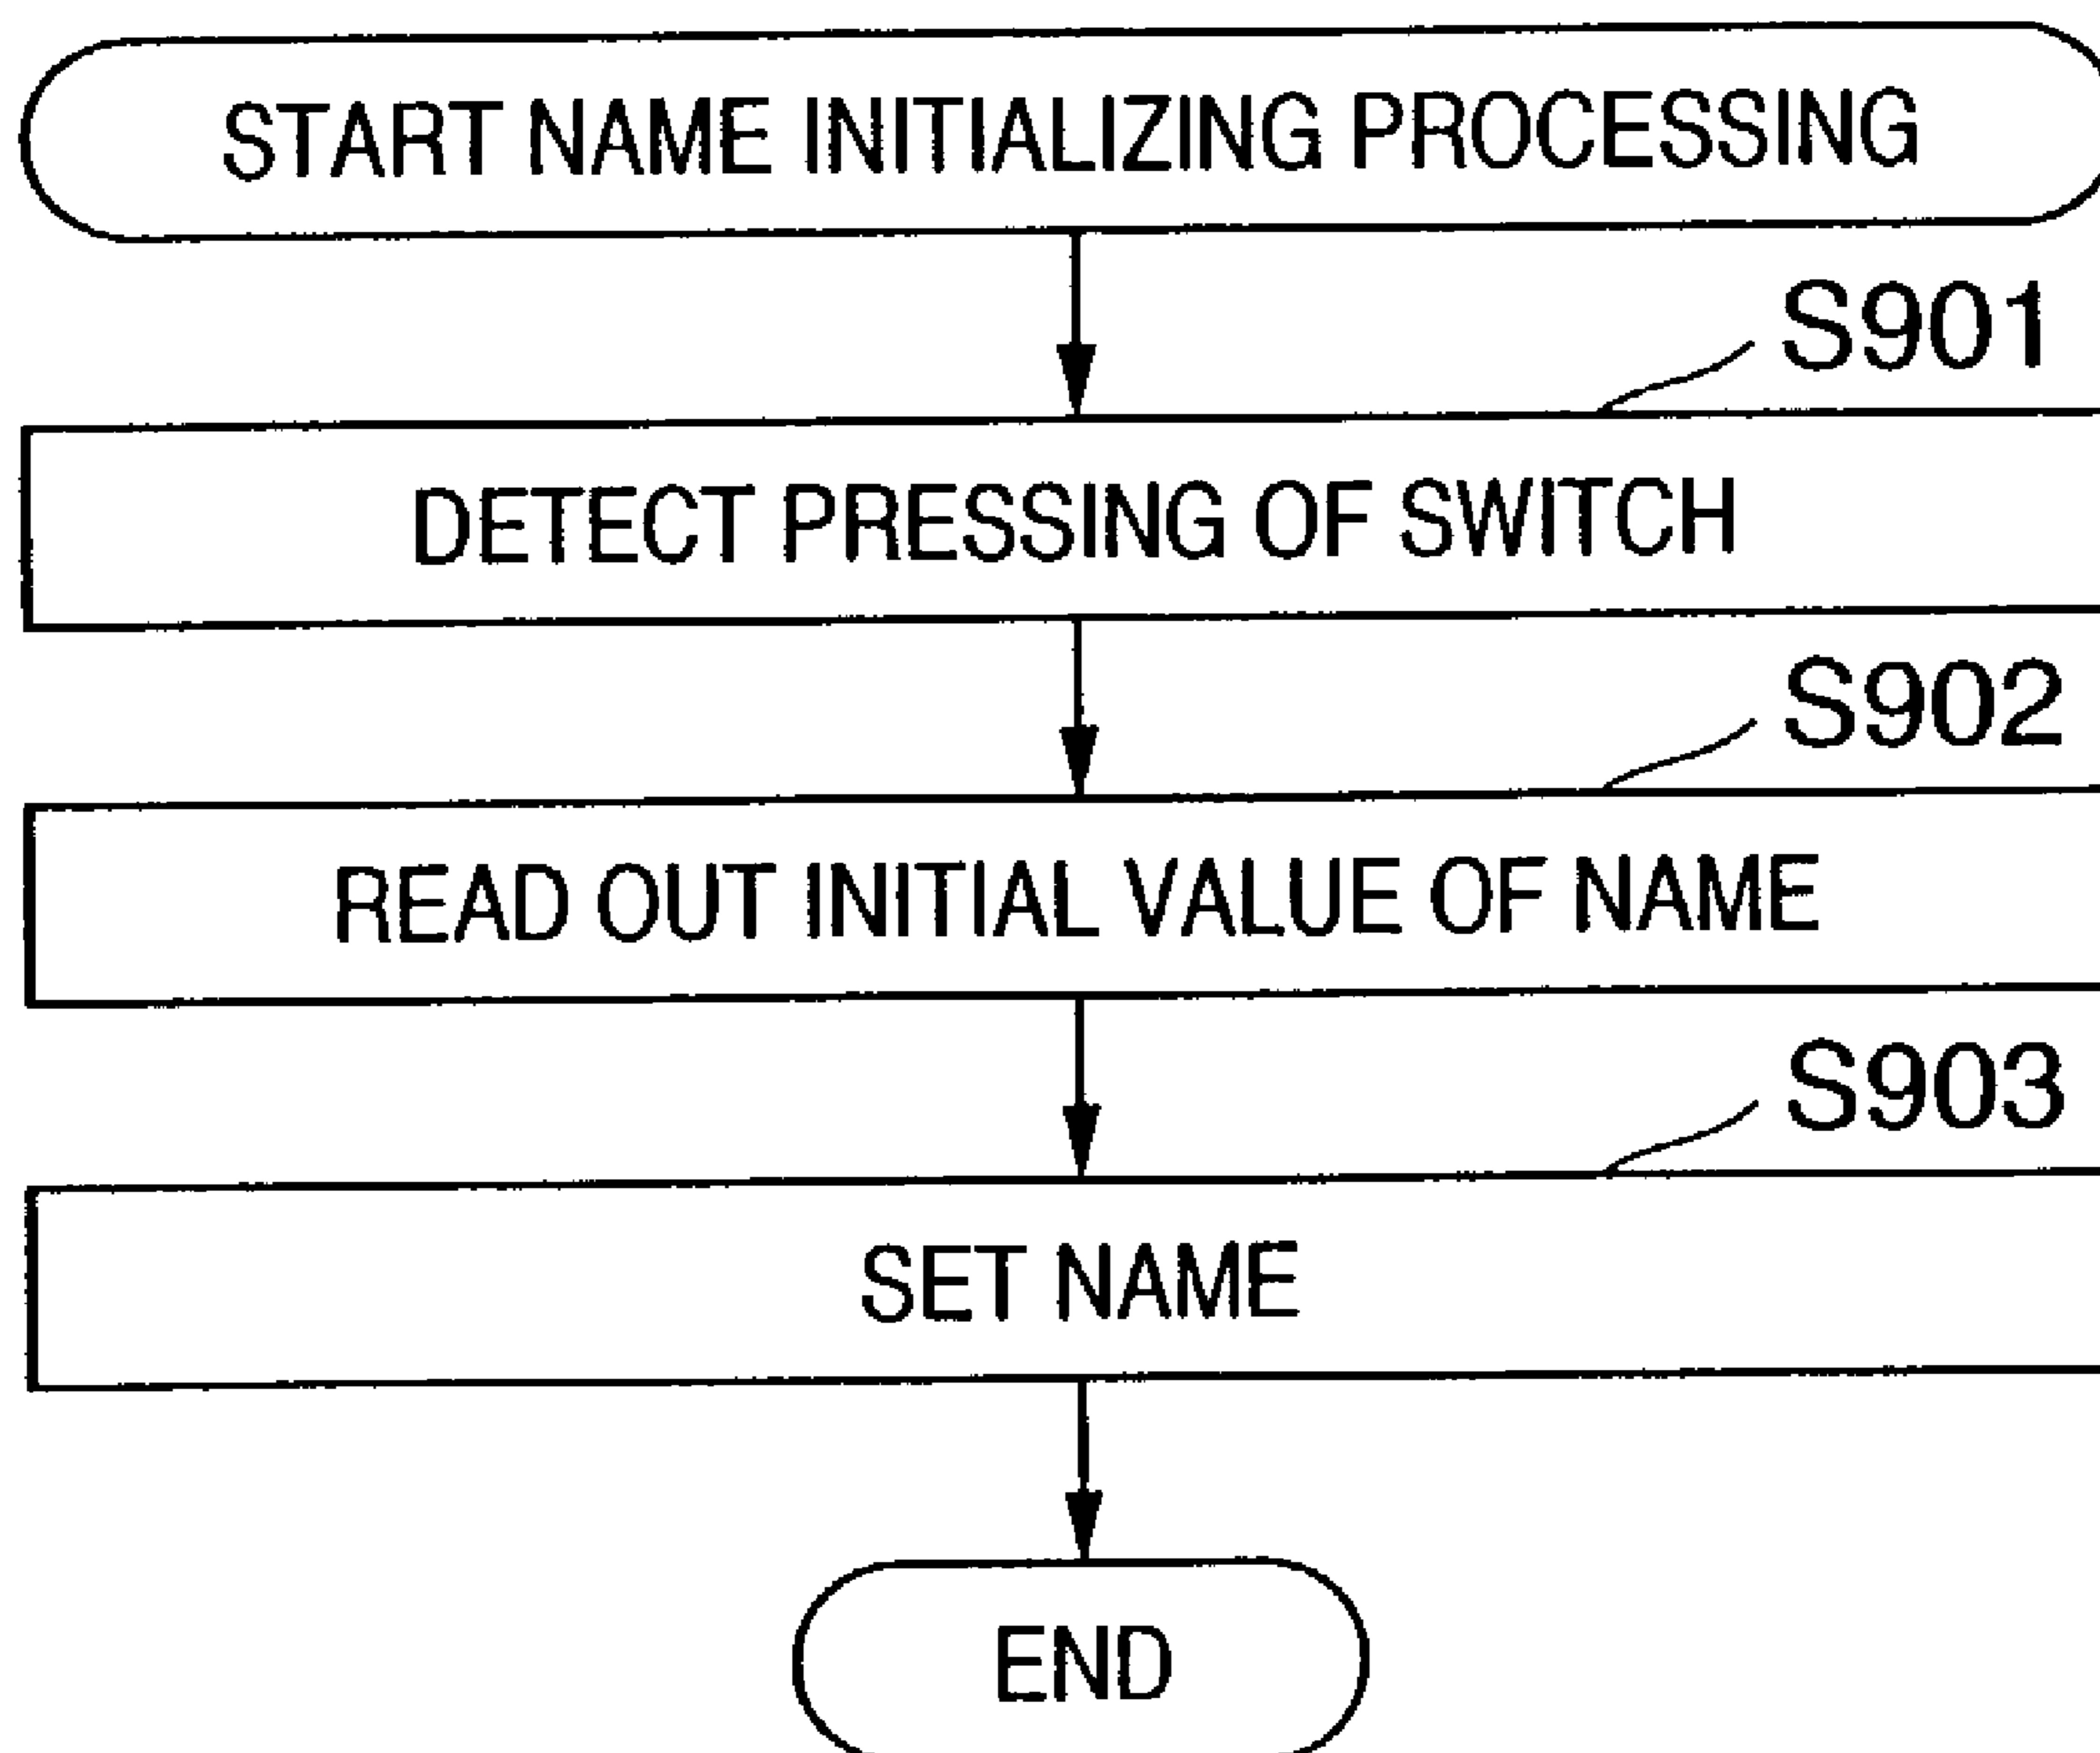 START NAME INITIALIZING PROCESSING
S901
DETECT PRESSING OF SWITCH
S902
READ OUT INITIAL VALUE OF NAME
S903
SET NAME
END